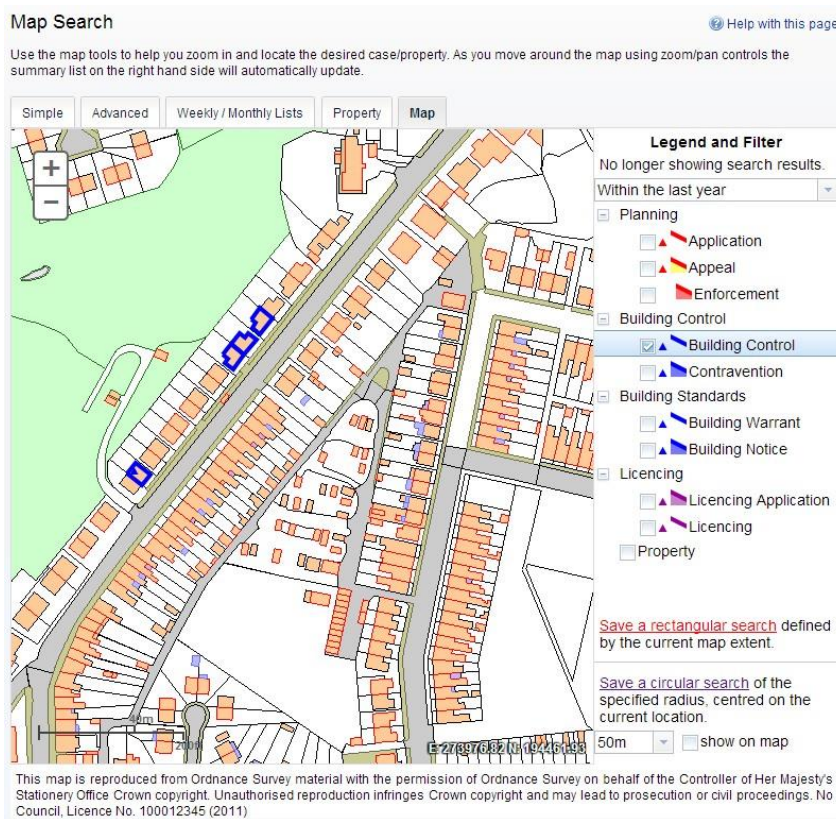 Map Search
Help with this page
Use the map tools to help you zoom in and locate the desired case/property. As you move around the map using zoom/pan controls the
summary list on the right hand side will automatically update.
Simple
Advanced
Weekly / Monthly Lists
Property
Map
+
−
Legend and Filter
No longer showing search results.
Within the last year
Planning
Application
Appeal
Enforcement
Building Control
Building Control
Contravention
Building Standards
Building Warrant
Building Notice
Licencing
Licencing Application
Licencing
Property
Save a rectangular search defined
by the current map extent.
Save a circular search of the
specified radius, centred on the
current location.
50m
show on map
40m
200ft
This map is reproduced from Ordnance Survey material with the permission of Ordnance Survey on behalf of the Controller of Her Majesty's
Stationery Office Crown copyright. Unauthorised reproduction infringes Crown copyright and may lead to prosecution or civil proceedings. No
Council, Licence No. 100012345 (2011)